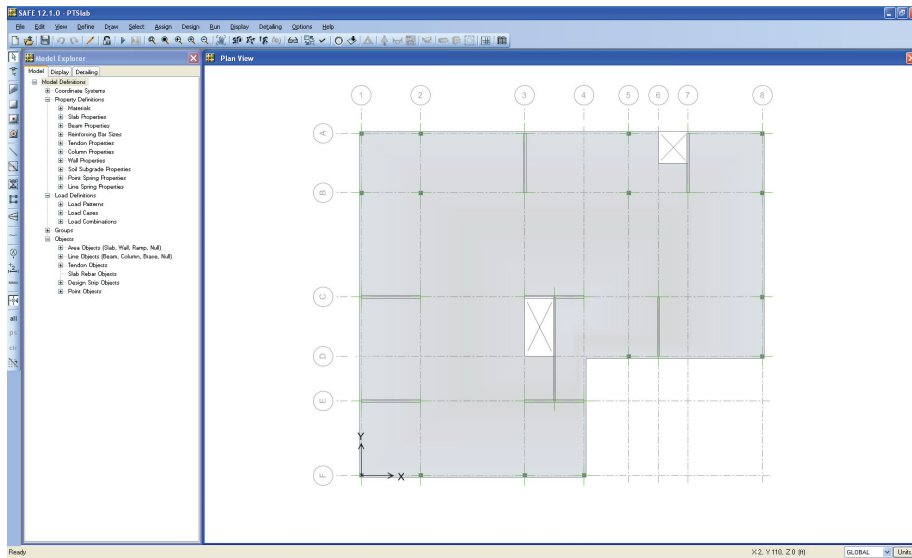 SAFE 12.1.0 - PTSlab
File Edit View Define Draw Select Assign Design Run Display Detailing Options Help
Model Explorer
Plan View
Model Display Detailing
Model Definitions
Coordinate Systems
Property Definitions
Materials
Slab Properties
Beam Properties
Reinforcing Bar Sizes
Tendon Properties
Column Properties
Wall Properties
Soil Subgrade Properties
Point Spring Properties
Line Spring Properties
Load Definitions
Load Patterns
Load Cases
Load Combinations
Groups
Objects
Area Objects (Slab, Wall, Ramp, Null)
Line Objects (Beam, Column, Brace, Null)
Tendon Objects
Slab Rebar Objects
Design Strip Objects
Point Objects
all
1 2 3 4 5 6 7 8
A
B
C
D
E
F
Y
X
Ready
X 2, Y 110, Z 0 (ft)
GLOBAL
Units